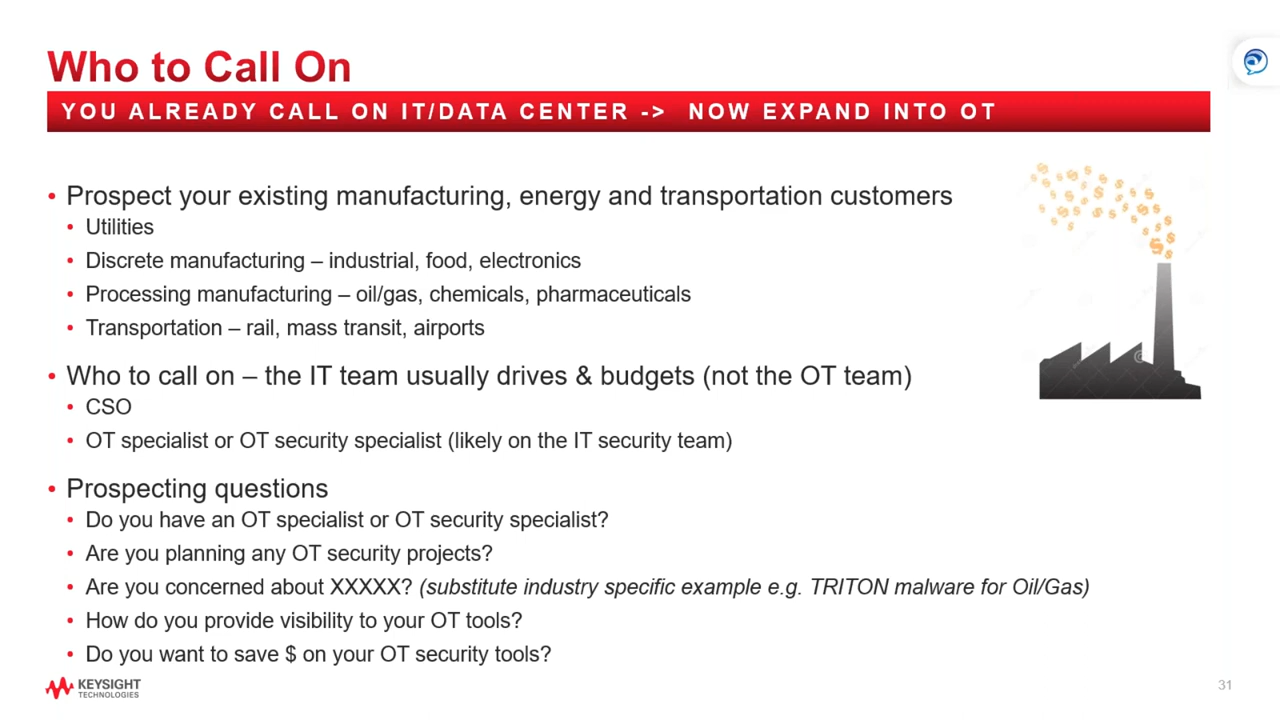 Who to Call On
YOU ALREADY CALL ON IT/DATA CENTER -> NOW EXPAND INTO OT
• Prospect your existing manufacturing, energy and transportation customers
• Utilities
• Discrete manufacturing – industrial, food, electronics
• Processing manufacturing – oil/gas, chemicals, pharmaceuticals
• Transportation – rail, mass transit, airports
• Who to call on – the IT team usually drives & budgets (not the OT team)
• CSO
• OT specialist or OT security specialist (likely on the IT security team)
• Prospecting questions
• Do you have an OT specialist or OT security specialist?
• Are you planning any OT security projects?
• Are you concerned about XXXXX? (substitute industry specific example e.g. TRITON malware for Oil/Gas)
• How do you provide visibility to your OT tools?
• Do you want to save $ on your OT security tools?
KEYSIGHT
TECHNOLOGIES
31